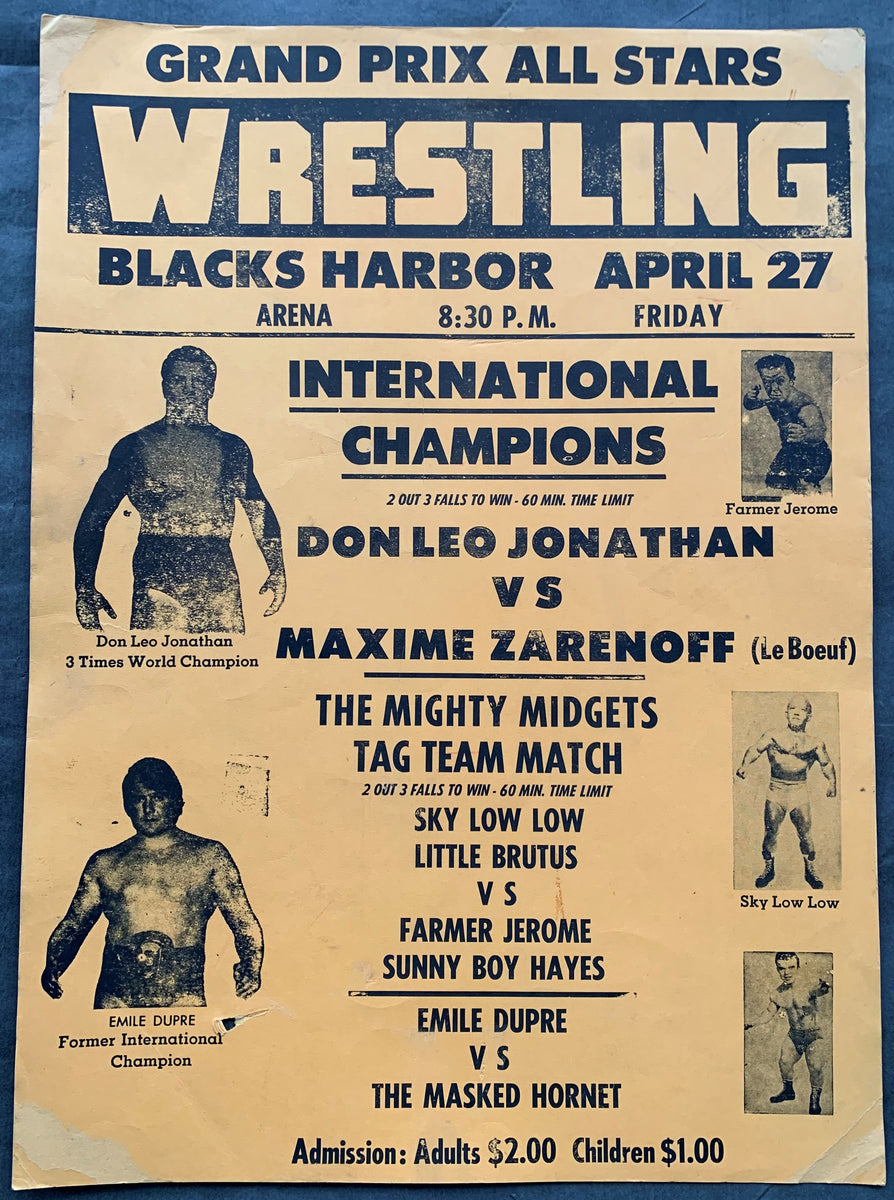 GRAND PRIX ALL STARS
WRESTLING
BLACKS HARBOR APRIL 27
ARENA 8:30 P.M. FRIDAY
INTERNATIONAL
CHAMPIONS
2 OUT 3 FALLS TO WIN - 60 MIN. TIME LIMIT
Farmer Jerome
DON LEO JONATHAN
VS
MAXIME ZARENOFF (Le Boeuf)
Don Leo Jonathan
3 Times World Champion
THE MIGHTY MIDGETS
TAG TEAM MATCH
2 OUT 3 FALLS TO WIN - 60 MIN. TIME LIMIT
SKY LOW LOW
LITTLE BRUTUS
VS
FARMER JEROME
SUNNY BOY HAYES
Sky Low Low
EMILE DUPRE
Former International
Champion
EMILE DUPRE
VS
THE MASKED HORNET
Admission: Adults $2.00 Children $1.00